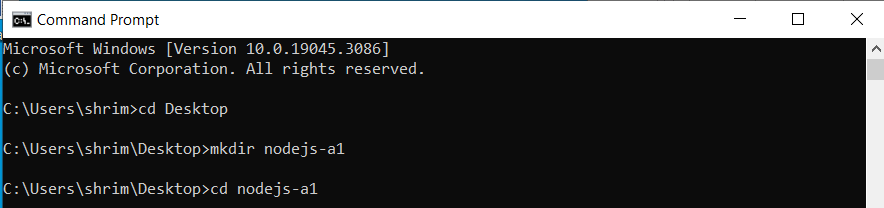 Command Prompt
Microsoft Windows [Version 10.0.19045.3086]
(c) Microsoft Corporation. All rights reserved.
C:\Users\shrim>cd Desktop
C:\Users\shrim\Desktop>mkdir nodejs-a1
C:\Users\shrim\Desktop>cd nodejs-a1